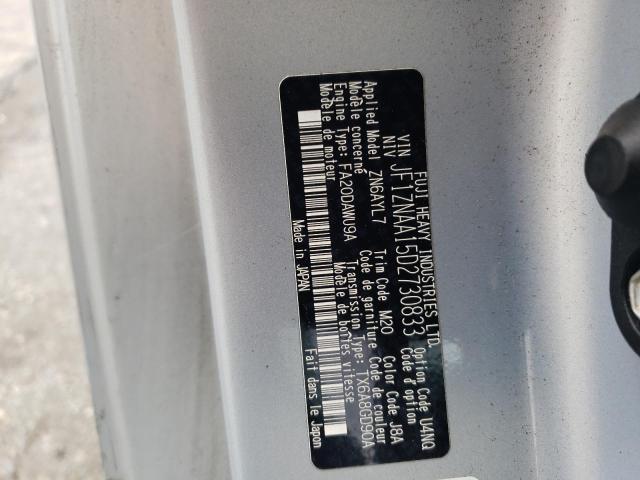 FUJI HEAVY INDUSTRIES LTD.
VIN JF1ZNAA15D2730833
NIV
Option Code U4NQ
Code d'option
Applied Model ZN6AYL7 Trim Code M20 Color Code J8A
Modèle concerné Code de garniture Code de couleur
Engine Type: FA20DAWU9A Transmission Type: TX6A8GD90A
Modèle de moteur Modèle de boîtes vitesse
Made in JAPAN Fait dans le Japon